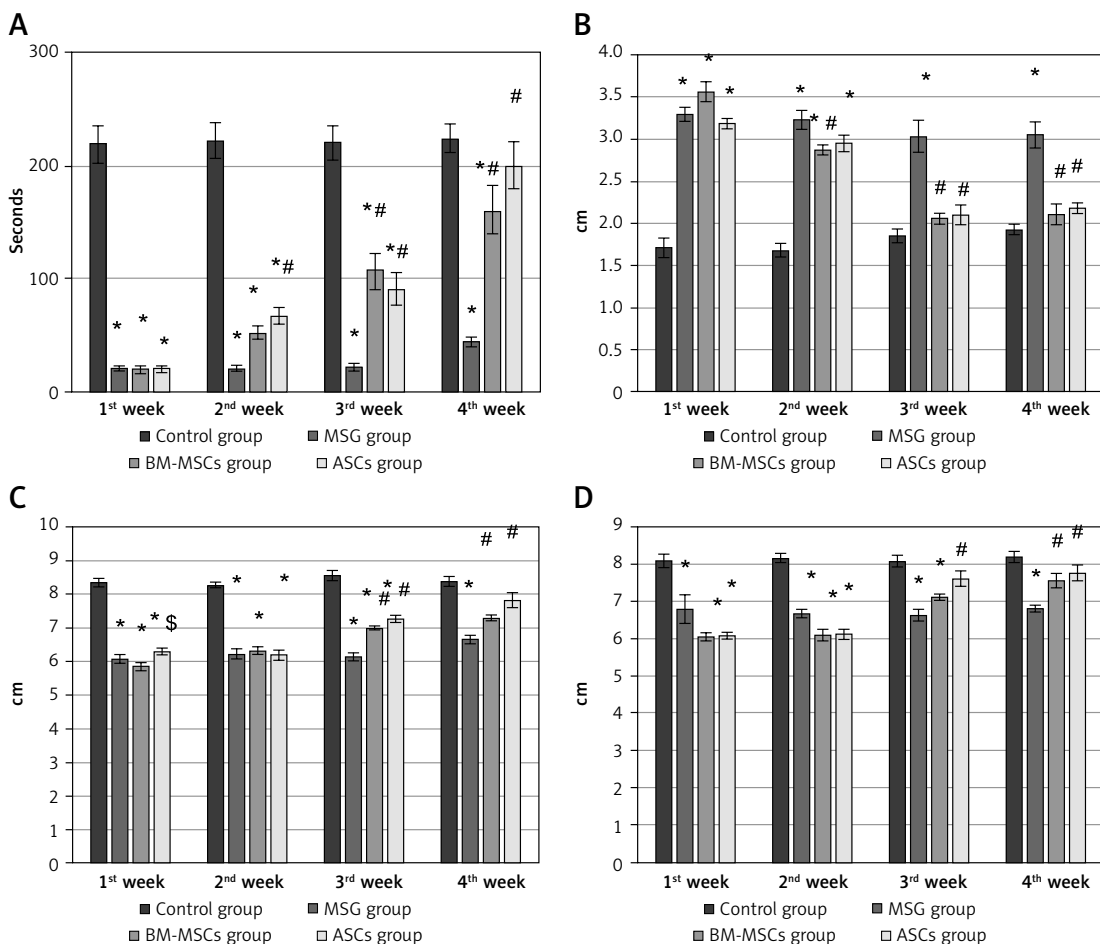 A
300
200
100
0
Seconds
* * *
* * *#
* *# *#
* *# #
1st week 2nd week 3rd week 4th week
Control group MSG group
BM-MSCs group ASCs group
B
4.0
3.5
3.0
2.5
2.0
1.5
1.0
0.5
0
cm
* * *
* * # *
* # #
* # #
1st week 2nd week 3rd week 4th week
Control group MSG group
BM-MSCs group ASCs group
C
10
9
8
7
6
5
4
3
2
1
0
cm
* * * $
* * *
* * # * #
* # #
1st week 2nd week 3rd week 4th week
Control group MSG group
BM-MSCs group ASCs group
D
9
8
7
6
5
4
3
2
1
0
cm
* * *
* * *
* * #
* # #
1st week 2nd week 3rd week 4th week
Control group MSG group
BM-MSCs group ASCs group